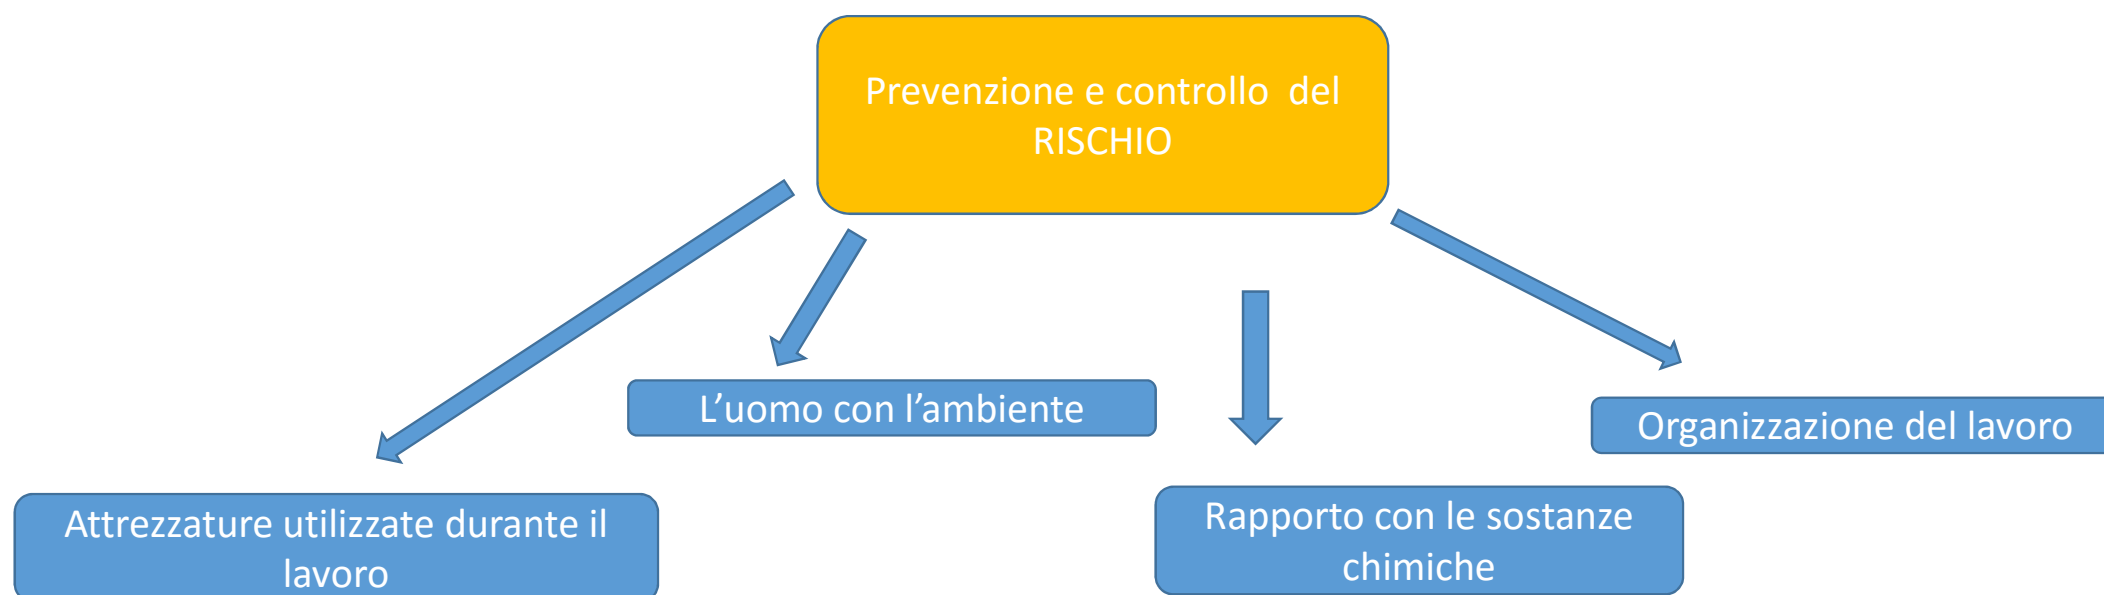 Prevenzione e controllo del
RISCHIO
L’uomo con l’ambiente
Organizzazione del lavoro
Attrezzature utilizzate durante il
lavoro
Rapporto con le sostanze
chimiche